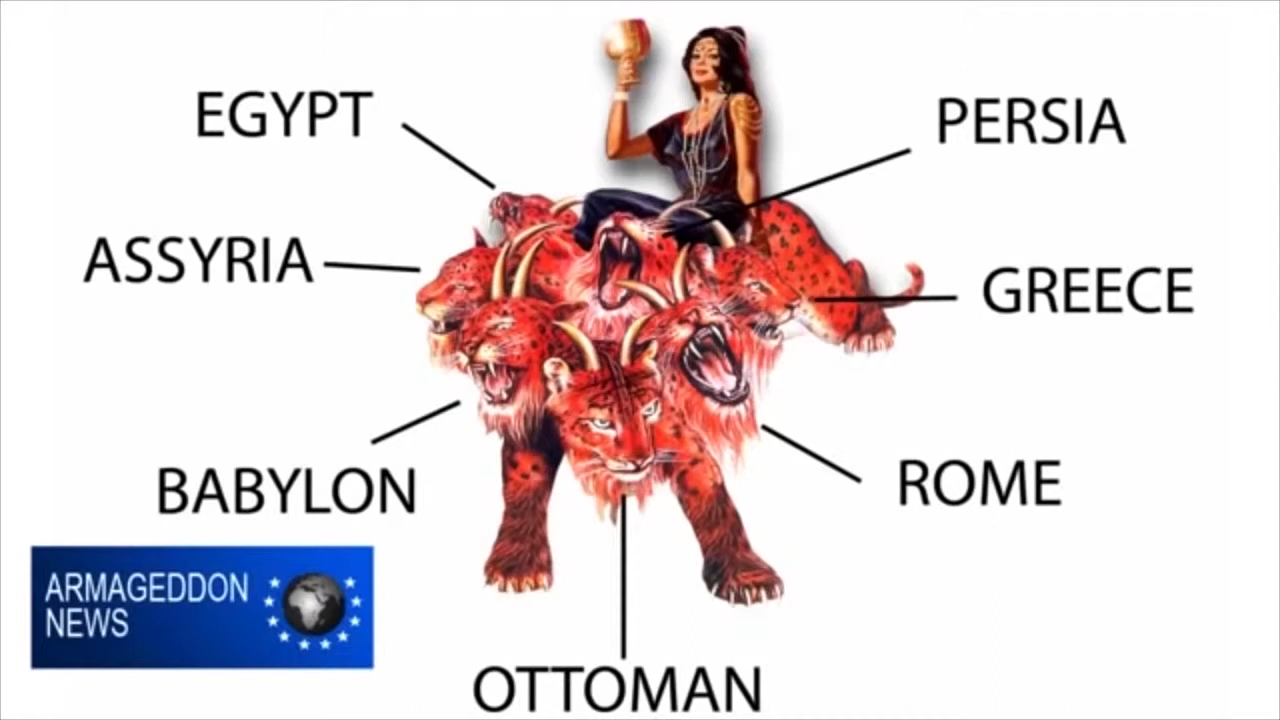 EGYPT
PERSIA
ASSYRIA
GREECE
BABYLON
ROME
ARMAGEDDON
NEWS
OTTOMAN